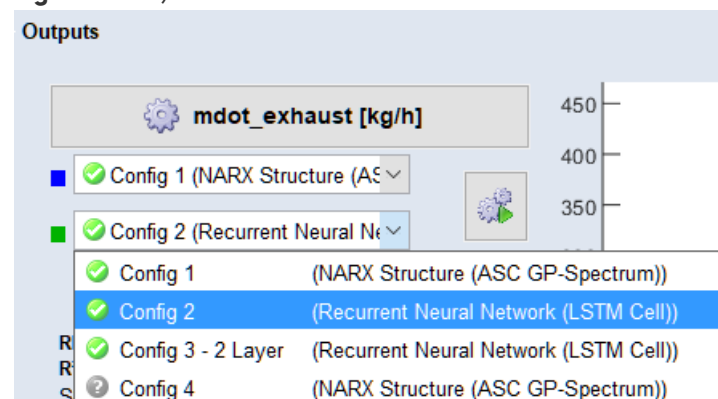 Outputs
mdot_exhaust [kg/h]
450
Config 1 (NARX Structure (AS
400
350
Config 2 (Recurrent Neural Ne
Config 1 (NARX Structure (ASC GP-Spectrum))
Config 2 (Recurrent Neural Network (LSTM Cell))
Config 3 - 2 Layer (Recurrent Neural Network (LSTM Cell))
Config 4 (NARX Structure (ASC GP-Spectrum))